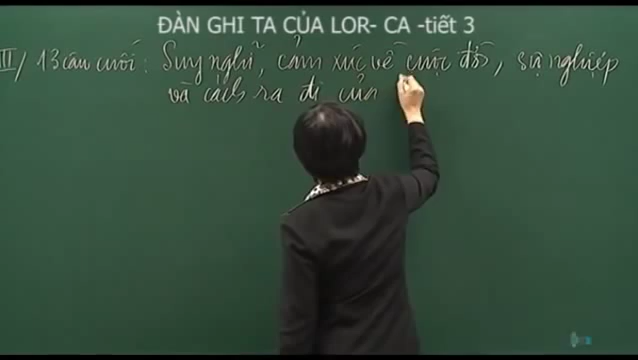 ĐÀN GHI TA CỦA LOR- CA -tiết 3
III/ 13 câu cuối: Suy nghĩ, cảm xúc về cuộc đời, sự nghiệp
và cách ra đi của